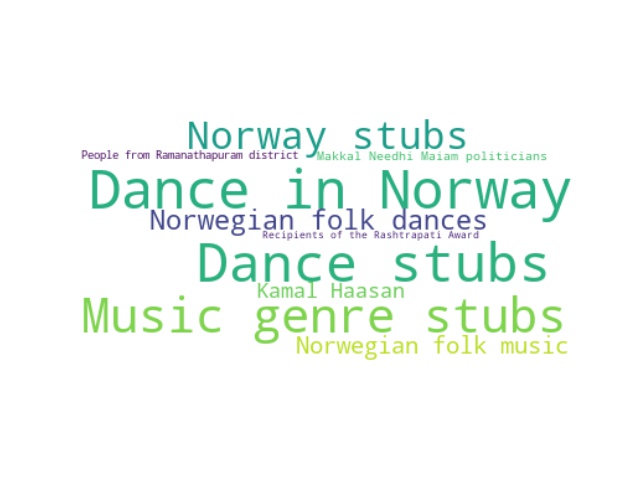 Norway stubs
People from Ramanathapuram district
Makkal Needhi Maiam politicians
Dance in Norway
Norwegian folk dances
Recipients of the Rashtrapati Award
Dance stubs
Kamal Haasan
Music genre stubs
Norwegian folk music